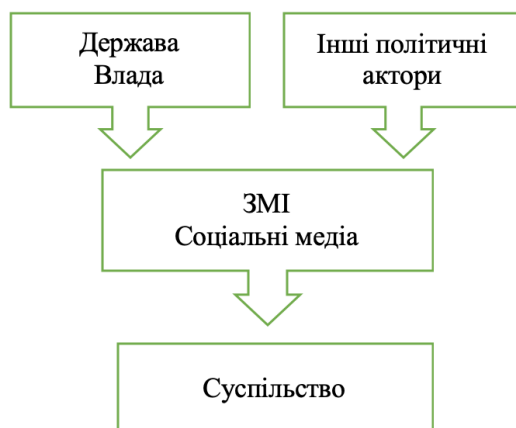 Держава
Влада
Інші політичні
актори
ЗМІ
Соціальні медіа
Суспільство